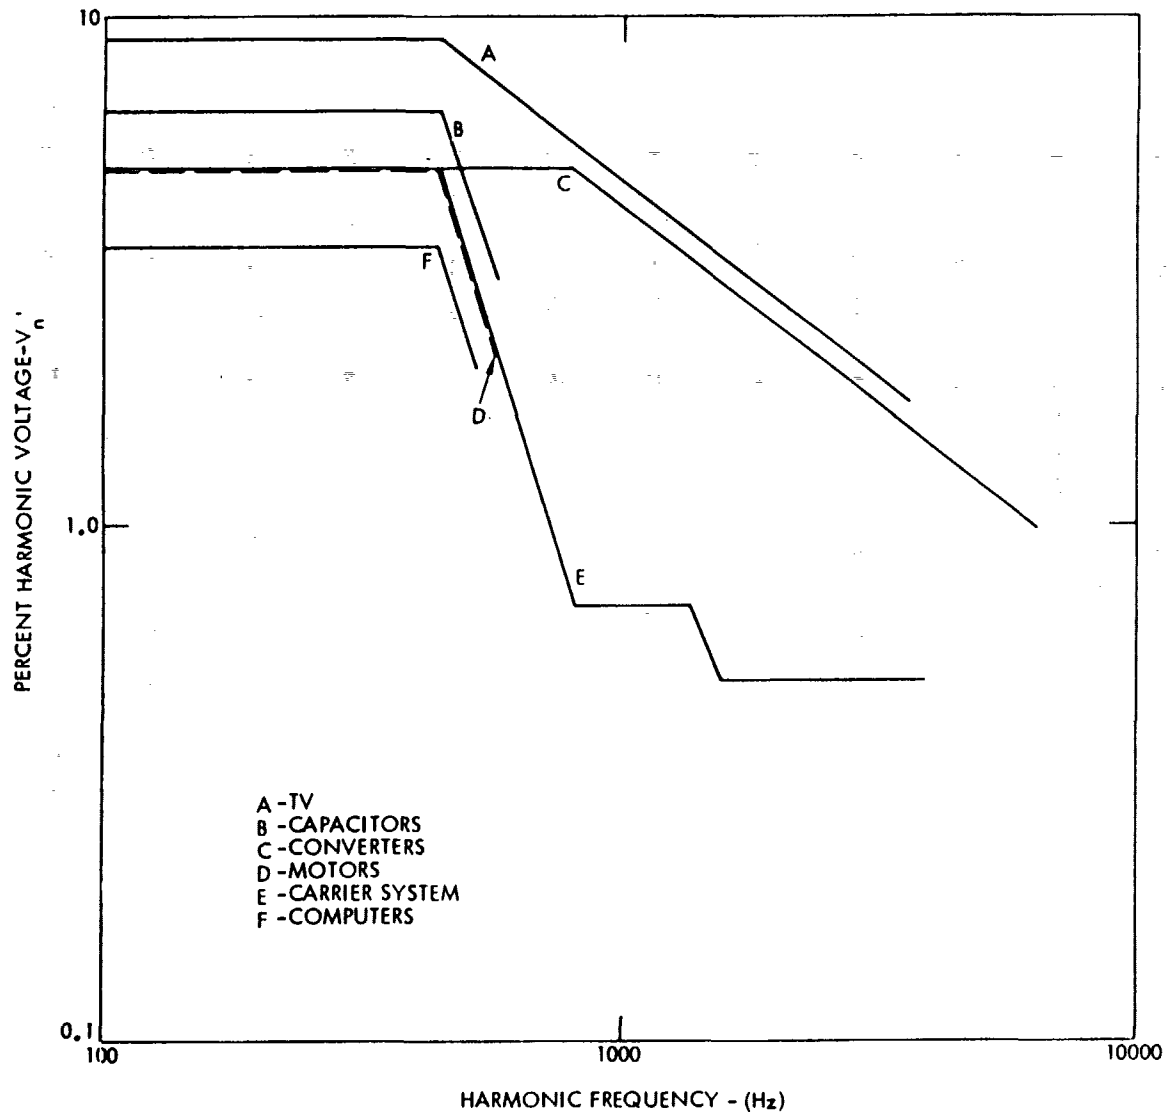 10
A
B
C
F
D
PERCENT HARMONIC VOLTAGE-Vn'
1.0
E
A -TV
B -CAPACITORS
C -CONVERTERS
D -MOTORS
E -CARRIER SYSTEM
F -COMPUTERS
0.1
100 1000 10000
HARMONIC FREQUENCY - (Hz)